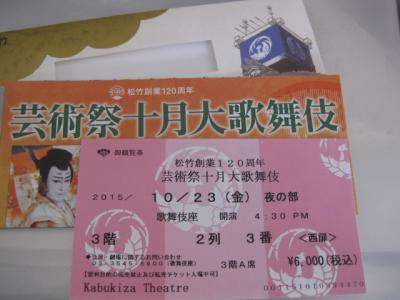 松竹創業120周年
芸術祭十月大歌舞伎
御観覧券
松竹創業120周年
芸術祭十月大歌舞伎
2015/ 10/23(金) 夜の部
歌舞伎座 開演 4:30 PM
3階 2列 3番 <西扉>
3階A席 ¥6,000(税込)
Kabukiza Theatre